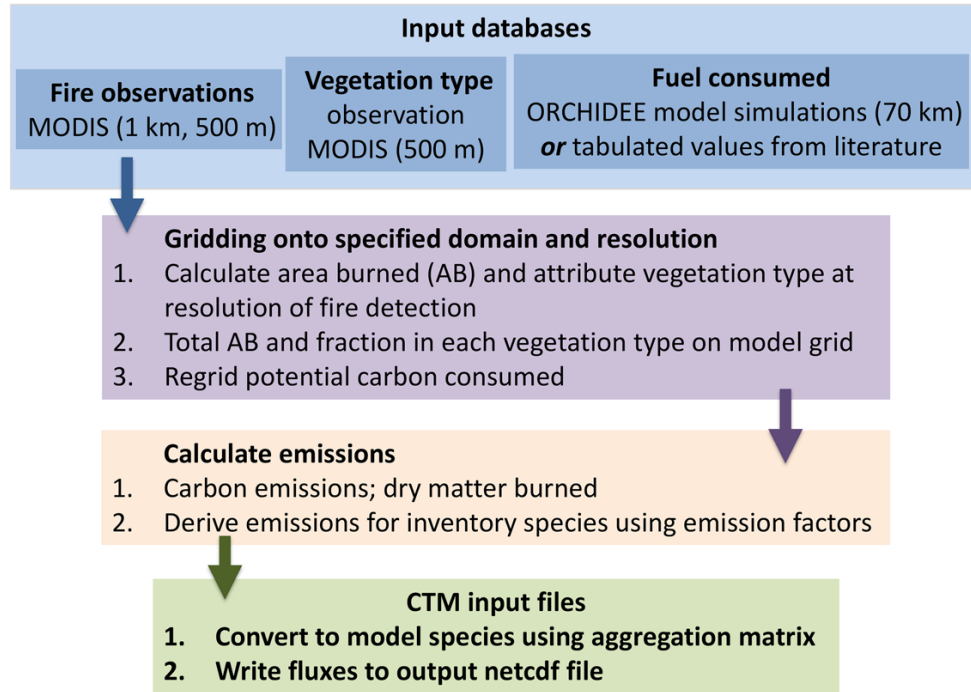 Input databases
Fire observations
MODIS (1 km, 500 m)
Vegetation type
observation
MODIS (500 m)
Fuel consumed
ORCHIDEE model simulations (70 km)
or tabulated values from literature
Gridding onto specified domain and resolution
1. Calculate area burned (AB) and attribute vegetation type at
resolution of fire detection
2. Total AB and fraction in each vegetation type on model grid
3. Regrid potential carbon consumed
Calculate emissions
1. Carbon emissions; dry matter burned
2. Derive emissions for inventory species using emission factors
CTM input files
1. Convert to model species using aggregation matrix
2. Write fluxes to output netcdf file